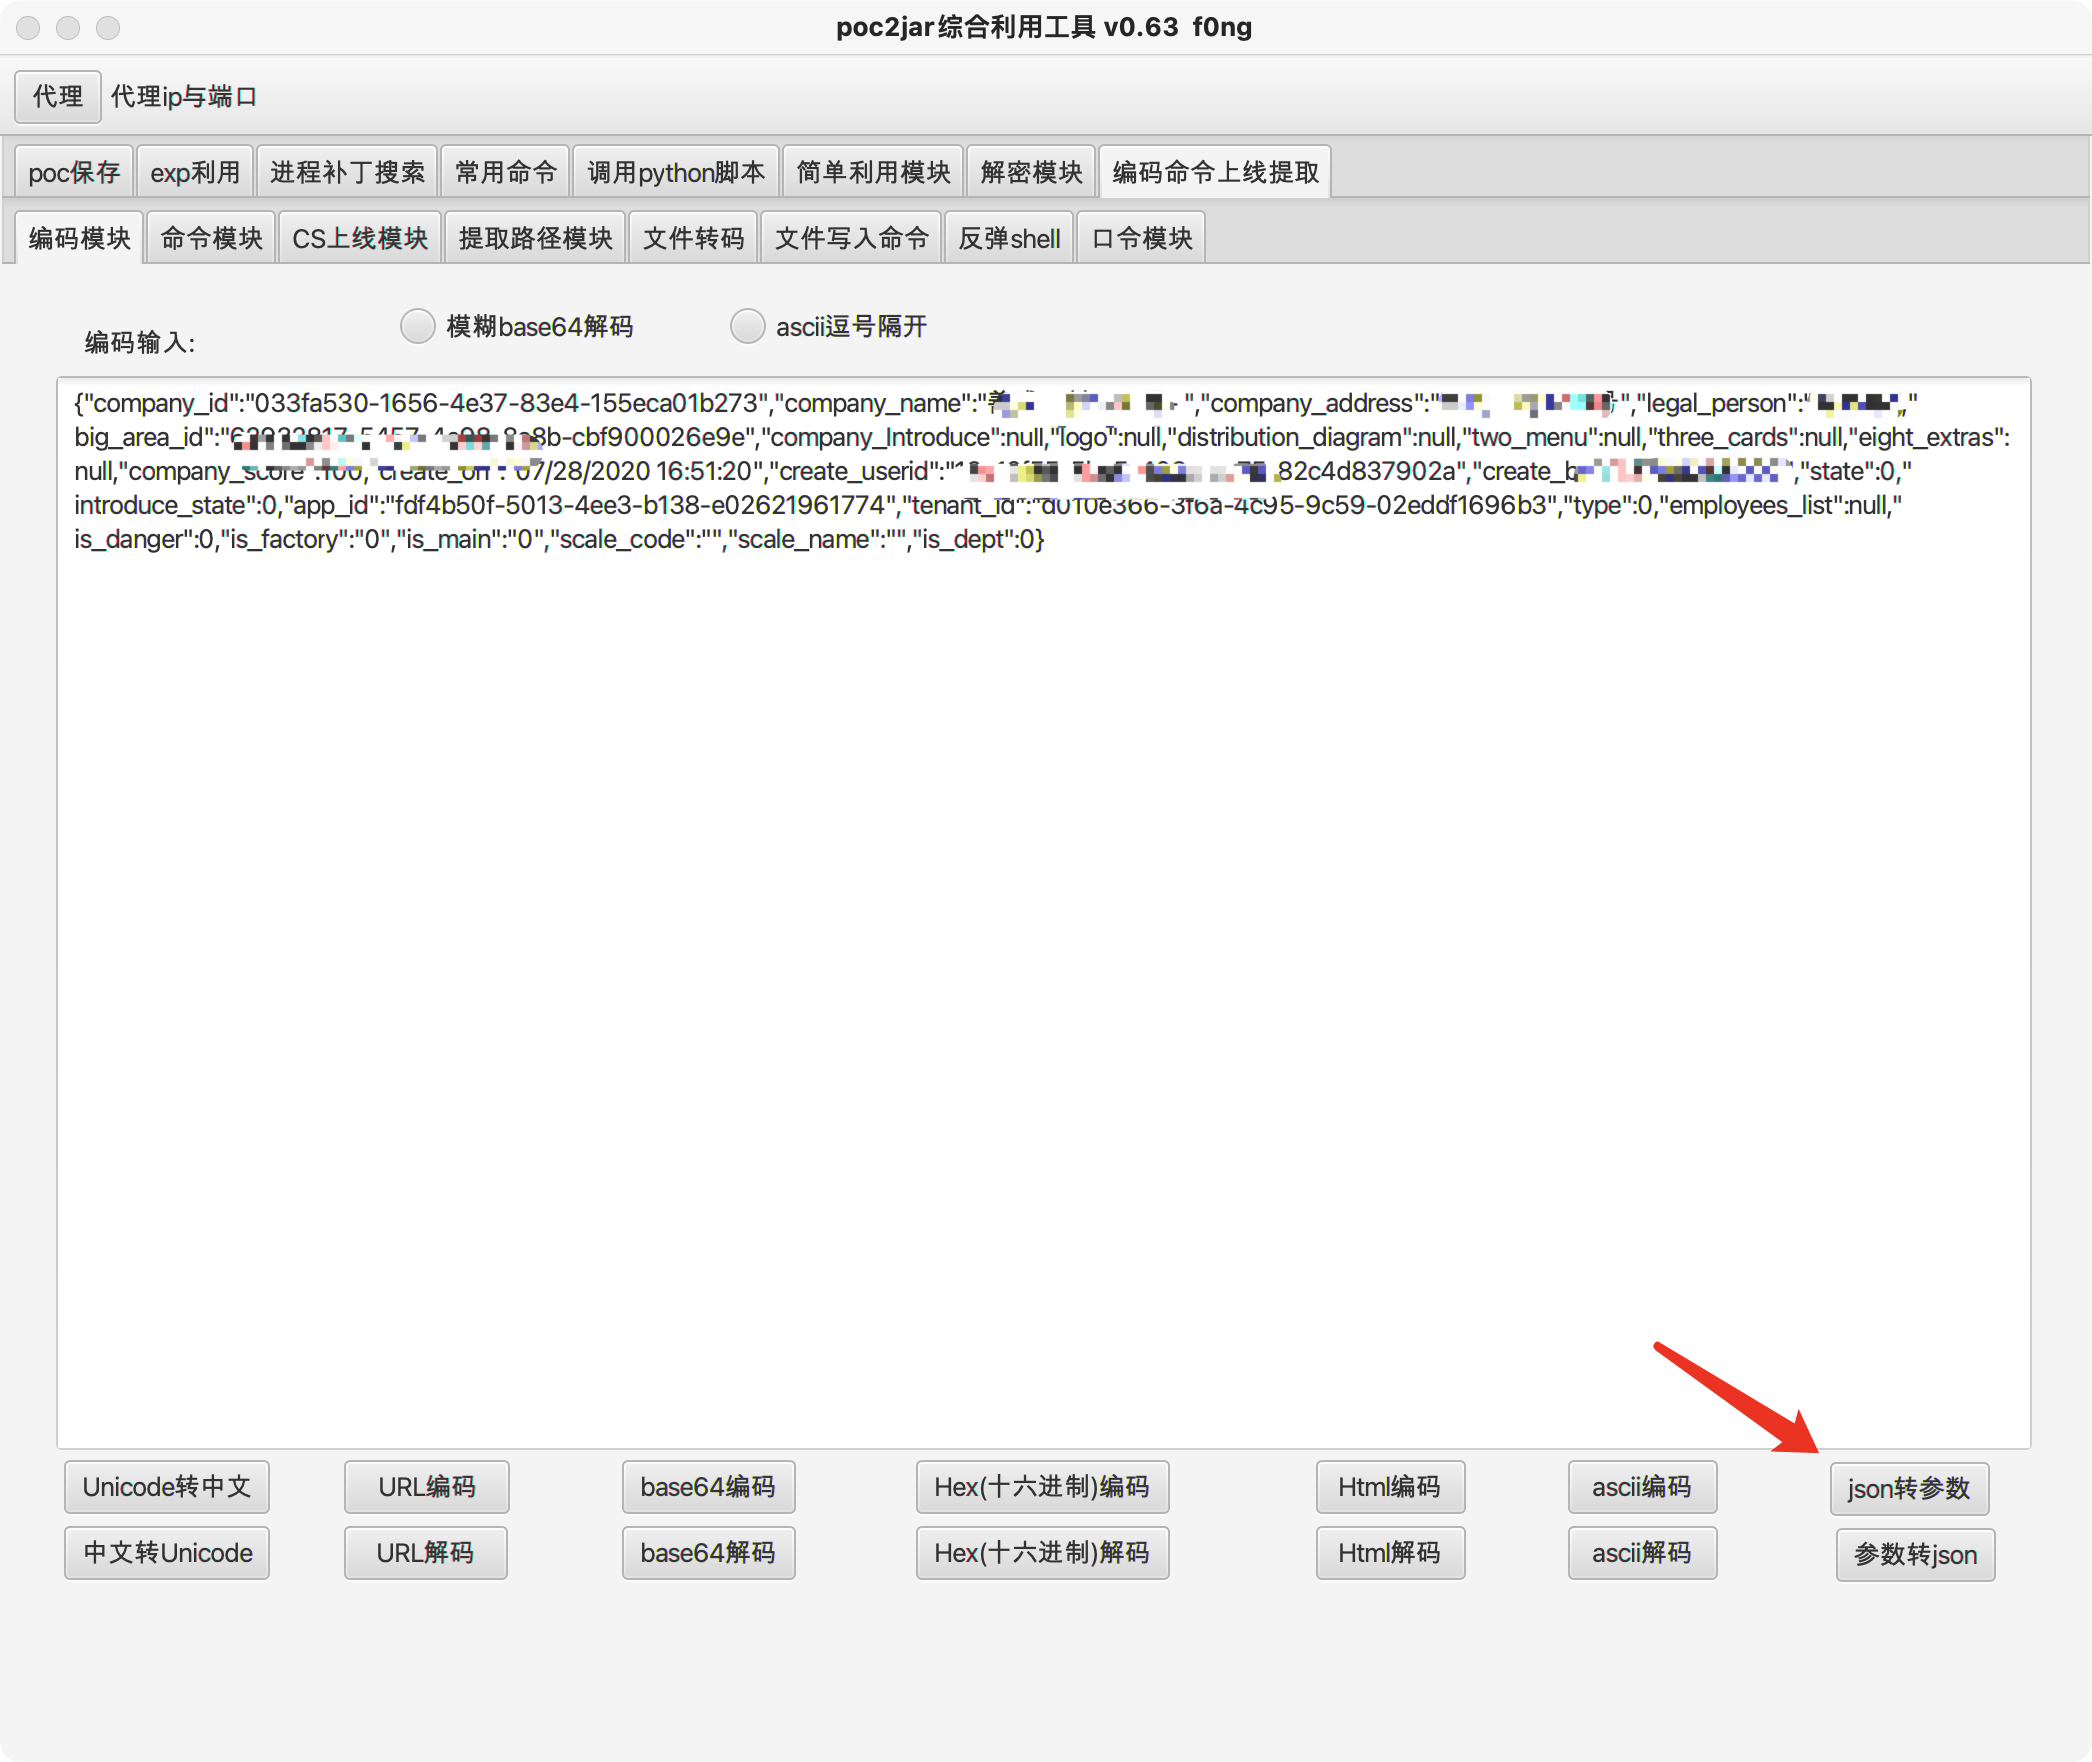 poc2jar综合利用工具 v0.63 f0ng
代理 代理ip与端口
poc保存 exp利用 进程补丁搜索 常用命令 调用python脚本 简单利用模块 解密模块 编码命令上线提取
编码模块 命令模块 CS上线模块 提取路径模块 文件转码 文件写入命令 反弹shell 口令模块
编码输入: 模糊base64解码 ascii逗号隔开
{"company_id":"033fa530-1656-4e37-83e4-155eca01b273","company_name":" ","company_address":" ","legal_person":" ,"
big_area_id":" 8b-cbf900026e9e","company_Introduce":null,"logo":null,"distribution_diagram":null,"two_menu":null,"three_cards":null,"eight_extras":
null,"company_score":100,"create_on":"07/28/2020 16:51:20","create_userid":" 82c4d837902a","create_b ","state":0,"
introduce_state":0,"app_id":"fdf4b50f-5013-4ee3-b138-e02621961774","tenant_id":"d010e366-3f6a-4c95-9c59-02eddf1696b3","type":0,"employees_list":null,"
is_danger":0,"is_factory":"0","is_main":"0","scale_code":"","scale_name":"","is_dept":0}
Unicode转中文 URL编码 base64编码 Hex(十六进制)编码 Html编码 ascii编码 json转参数
中文转Unicode URL解码 base64解码 Hex(十六进制)解码 Html解码 ascii解码 参数转json